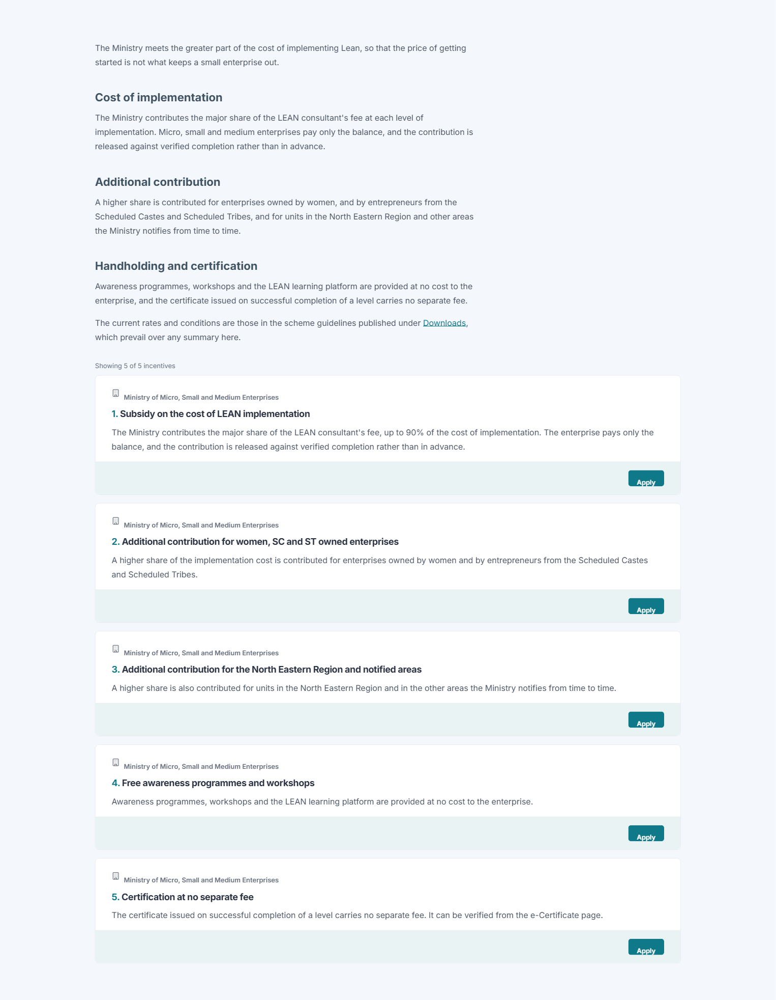 The Ministry meets the greater part of the cost of implementing Lean, so that the price of getting
started is not what keeps a small enterprise out.
Cost of implementation
The Ministry contributes the major share of the LEAN consultant's fee at each level of
implementation. Micro, small and medium enterprises pay only the balance, and the contribution is
released against verified completion rather than in advance.
Additional contribution
A higher share is contributed for enterprises owned by women, and by entrepreneurs from the
Scheduled Castes and Scheduled Tribes, and for units in the North Eastern Region and other areas
the Ministry notifies from time to time.
Handholding and certification
Awareness programmes, workshops and the LEAN learning platform are provided at no cost to the
enterprise, and the certificate issued on successful completion of a level carries no separate fee.
The current rates and conditions are those in the scheme guidelines published under Downloads,
which prevail over any summary here.
Showing 5 of 5 incentives
Ministry of Micro, Small and Medium Enterprises
1. Subsidy on the cost of LEAN implementation
The Ministry contributes the major share of the LEAN consultant's fee, up to 90% of the cost of implementation. The enterprise pays only the
balance, and the contribution is released against verified completion rather than in advance.
Apply
Ministry of Micro, Small and Medium Enterprises
2. Additional contribution for women, SC and ST owned enterprises
A higher share of the implementation cost is contributed for enterprises owned by women and by entrepreneurs from the Scheduled Castes
and Scheduled Tribes.
Apply
Ministry of Micro, Small and Medium Enterprises
3. Additional contribution for the North Eastern Region and notified areas
A higher share is also contributed for units in the North Eastern Region and in the other areas the Ministry notifies from time to time.
Apply
Ministry of Micro, Small and Medium Enterprises
4. Free awareness programmes and workshops
Awareness programmes, workshops and the LEAN learning platform are provided at no cost to the enterprise.
Apply
Ministry of Micro, Small and Medium Enterprises
5. Certification at no separate fee
The certificate issued on successful completion of a level carries no separate fee. It can be verified from the e-Certificate page.
Apply